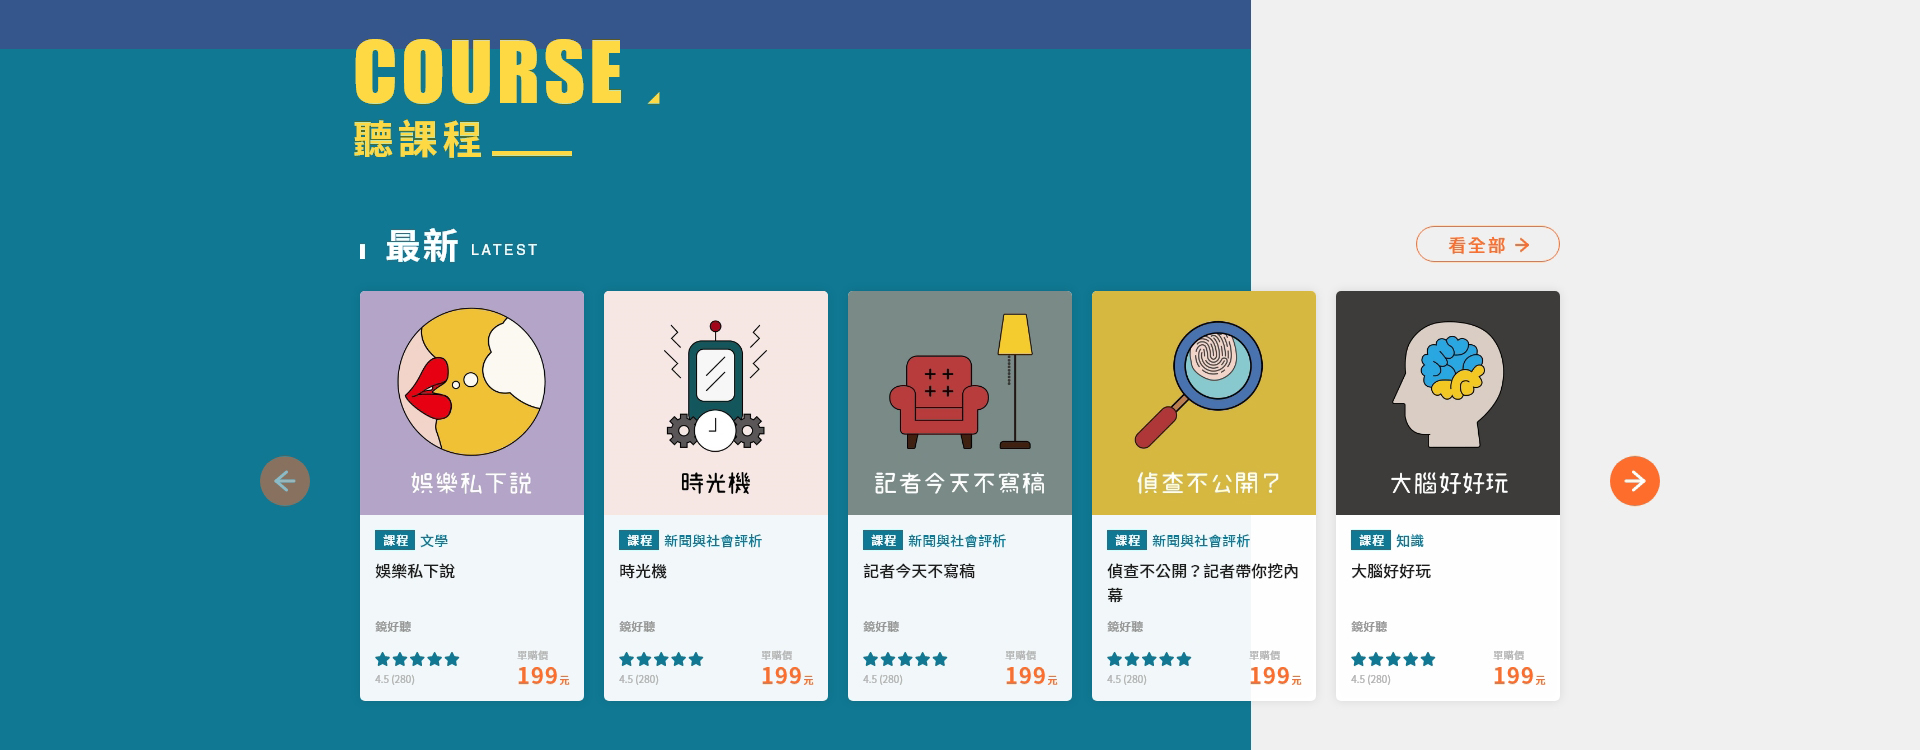 COURSE
聽課程
最新 LATEST
看全部
娛樂私下說
時光機
記者今天不寫稿
偵查不公開？
大腦好好玩
課程 文學
娛樂私下說
鏡好聽
4.5 (280)
單購價
199元
課程 新聞與社會評析
時光機
鏡好聽
4.5 (280)
單購價
199元
課程 新聞與社會評析
記者今天不寫稿
鏡好聽
4.5 (280)
單購價
199元
課程 新聞與社會評析
偵查不公開？記者帶你挖內
幕
鏡好聽
4.5 (280)
單購價
199元
課程 知識
大腦好好玩
鏡好聽
4.5 (280)
單購價
199元